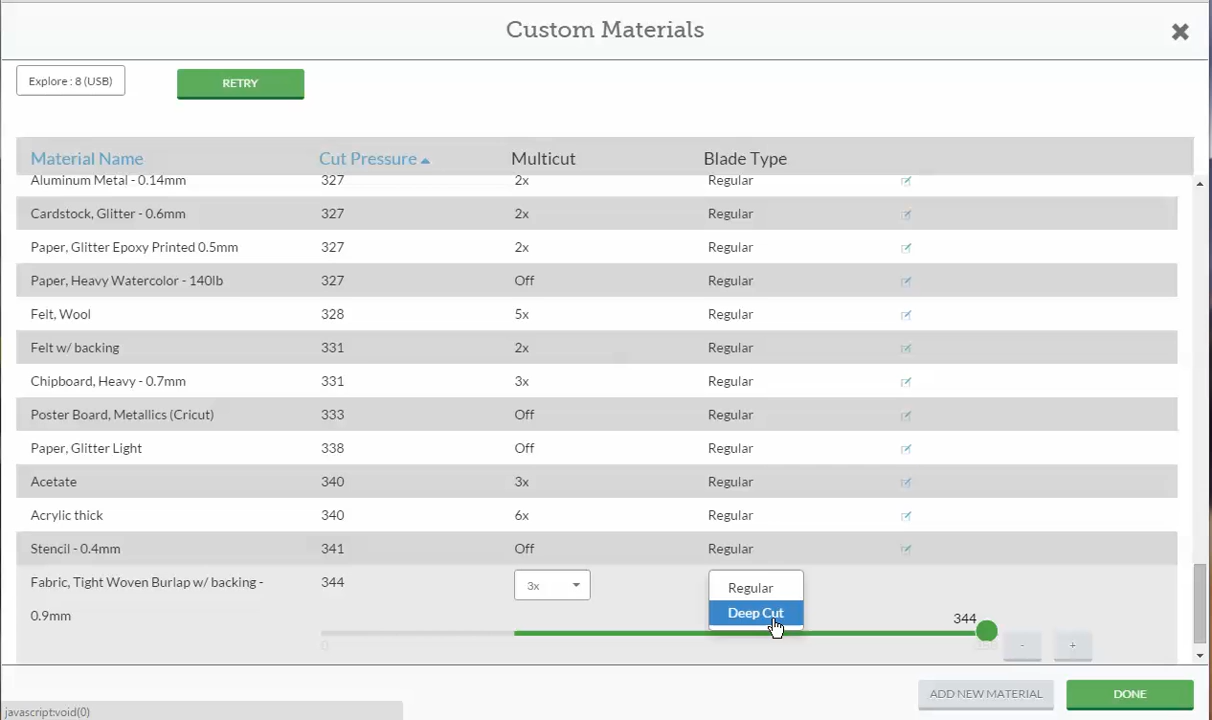 Custom Materials
Explore : 8 (USB)
RETRY
Material Name Cut Pressure Multicut Blade Type
Aluminum Metal - 0.14mm 327 2x Regular
Cardstock, Glitter - 0.6mm 327 2x Regular
Paper, Glitter Epoxy Printed 0.5mm 327 2x Regular
Paper, Heavy Watercolor - 140lb 327 Off Regular
Felt, Wool 328 5x Regular
Felt w/ backing 331 2x Regular
Chipboard, Heavy - 0.7mm 331 3x Regular
Poster Board, Metallics (Cricut) 333 Off Regular
Paper, Glitter Light 338 Off Regular
Acetate 340 3x Regular
Acrylic thick 340 6x Regular
Stencil - 0.4mm 341 Off Regular
Fabric, Tight Woven Burlap w/ backing - 344 3x Regular
0.9mm Deep Cut 344
0 - +
ADD NEW MATERIAL DONE
javascript:void(0)